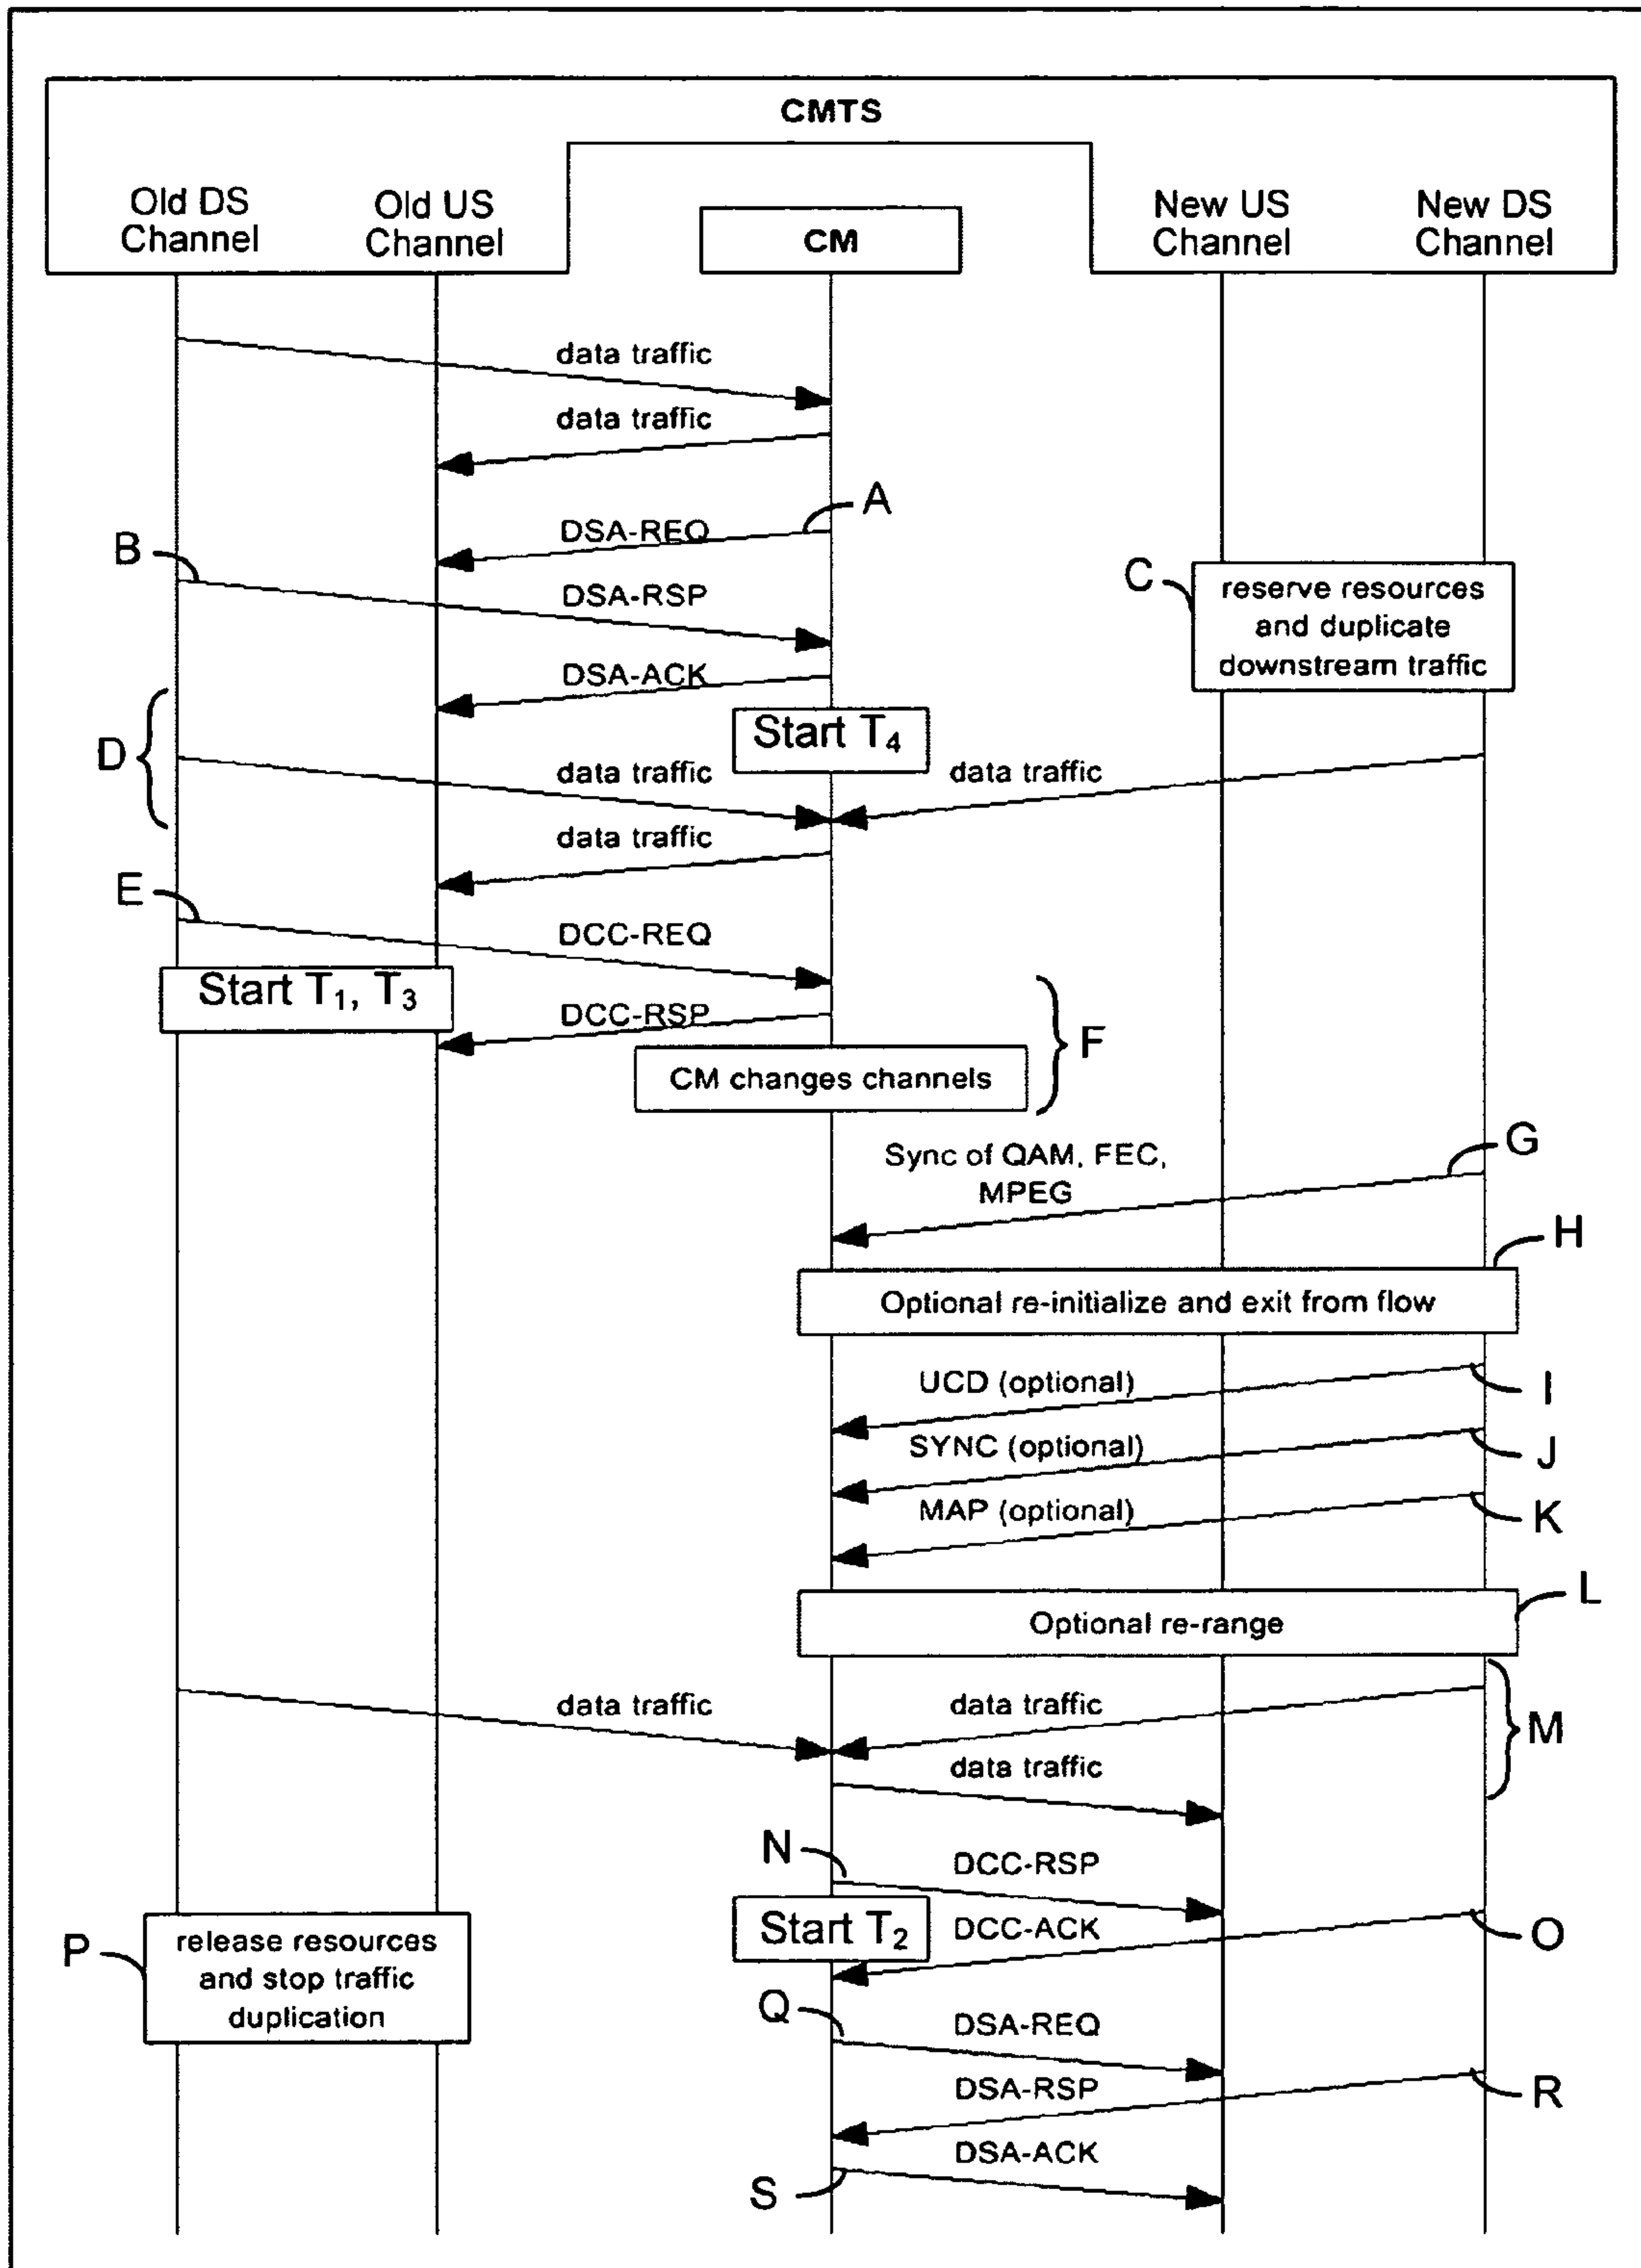 CMTS
Old DS
Channel
Old US
Channel
CM
New US
Channel
New DS
Channel
data traffic
data traffic
A
DSA-REQ
B
DSA-RSP
C
reserve resources
and duplicate
downstream traffic
DSA-ACK
Start T4
D
data traffic
data traffic
data traffic
E
DCC-REQ
Start T1, T3
DCC-RSP
F
CM changes channels
G
Sync of QAM, FEC,
MPEG
H
Optional re-initialize and exit from flow
UCD (optional)
I
SYNC (optional)
J
MAP (optional)
K
L
Optional re-range
data traffic
data traffic
M
data traffic
N
DCC-RSP
Start T2
DCC-ACK
O
P
release resources
and stop traffic
duplication
Q
DSA-REQ
DSA-RSP
R
DSA-ACK
S